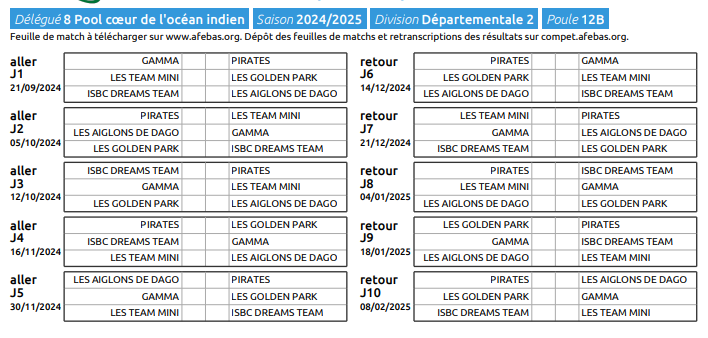 Délégué 8 Pool cœur de l'océan indien Saison 2024/2025 Division Départementale 2 Poule 12B
Feuille de match à télécharger sur www.afebas.org. Dépôt des feuilles de matchs et retranscriptions des résultats sur compet.afebas.org.
aller J1 21/09/2024
GAMMA PIRATES
LES TEAM MINI LES GOLDEN PARK
ISBC DREAMS TEAM LES AIGLONS DE DAGO
retour J6 14/12/2024
PIRATES GAMMA
LES GOLDEN PARK LES TEAM MINI
LES AIGLONS DE DAGO ISBC DREAMS TEAM
aller J2 05/10/2024
PIRATES LES TEAM MINI
LES AIGLONS DE DAGO GAMMA
LES GOLDEN PARK ISBC DREAMS TEAM
retour J7 21/12/2024
LES TEAM MINI PIRATES
GAMMA LES AIGLONS DE DAGO
ISBC DREAMS TEAM LES GOLDEN PARK
aller J3 12/10/2024
ISBC DREAMS TEAM PIRATES
GAMMA LES TEAM MINI
LES GOLDEN PARK LES AIGLONS DE DAGO
retour J8 04/01/2025
PIRATES ISBC DREAMS TEAM
LES TEAM MINI GAMMA
LES AIGLONS DE DAGO LES GOLDEN PARK
aller J4 16/11/2024
PIRATES LES GOLDEN PARK
ISBC DREAMS TEAM GAMMA
LES TEAM MINI LES AIGLONS DE DAGO
retour J9 18/01/2025
LES GOLDEN PARK PIRATES
GAMMA ISBC DREAMS TEAM
LES AIGLONS DE DAGO LES TEAM MINI
aller J5 30/11/2024
LES AIGLONS DE DAGO PIRATES
GAMMA LES GOLDEN PARK
LES TEAM MINI ISBC DREAMS TEAM
retour J10 08/02/2025
PIRATES LES AIGLONS DE DAGO
LES GOLDEN PARK GAMMA
ISBC DREAMS TEAM LES TEAM MINI